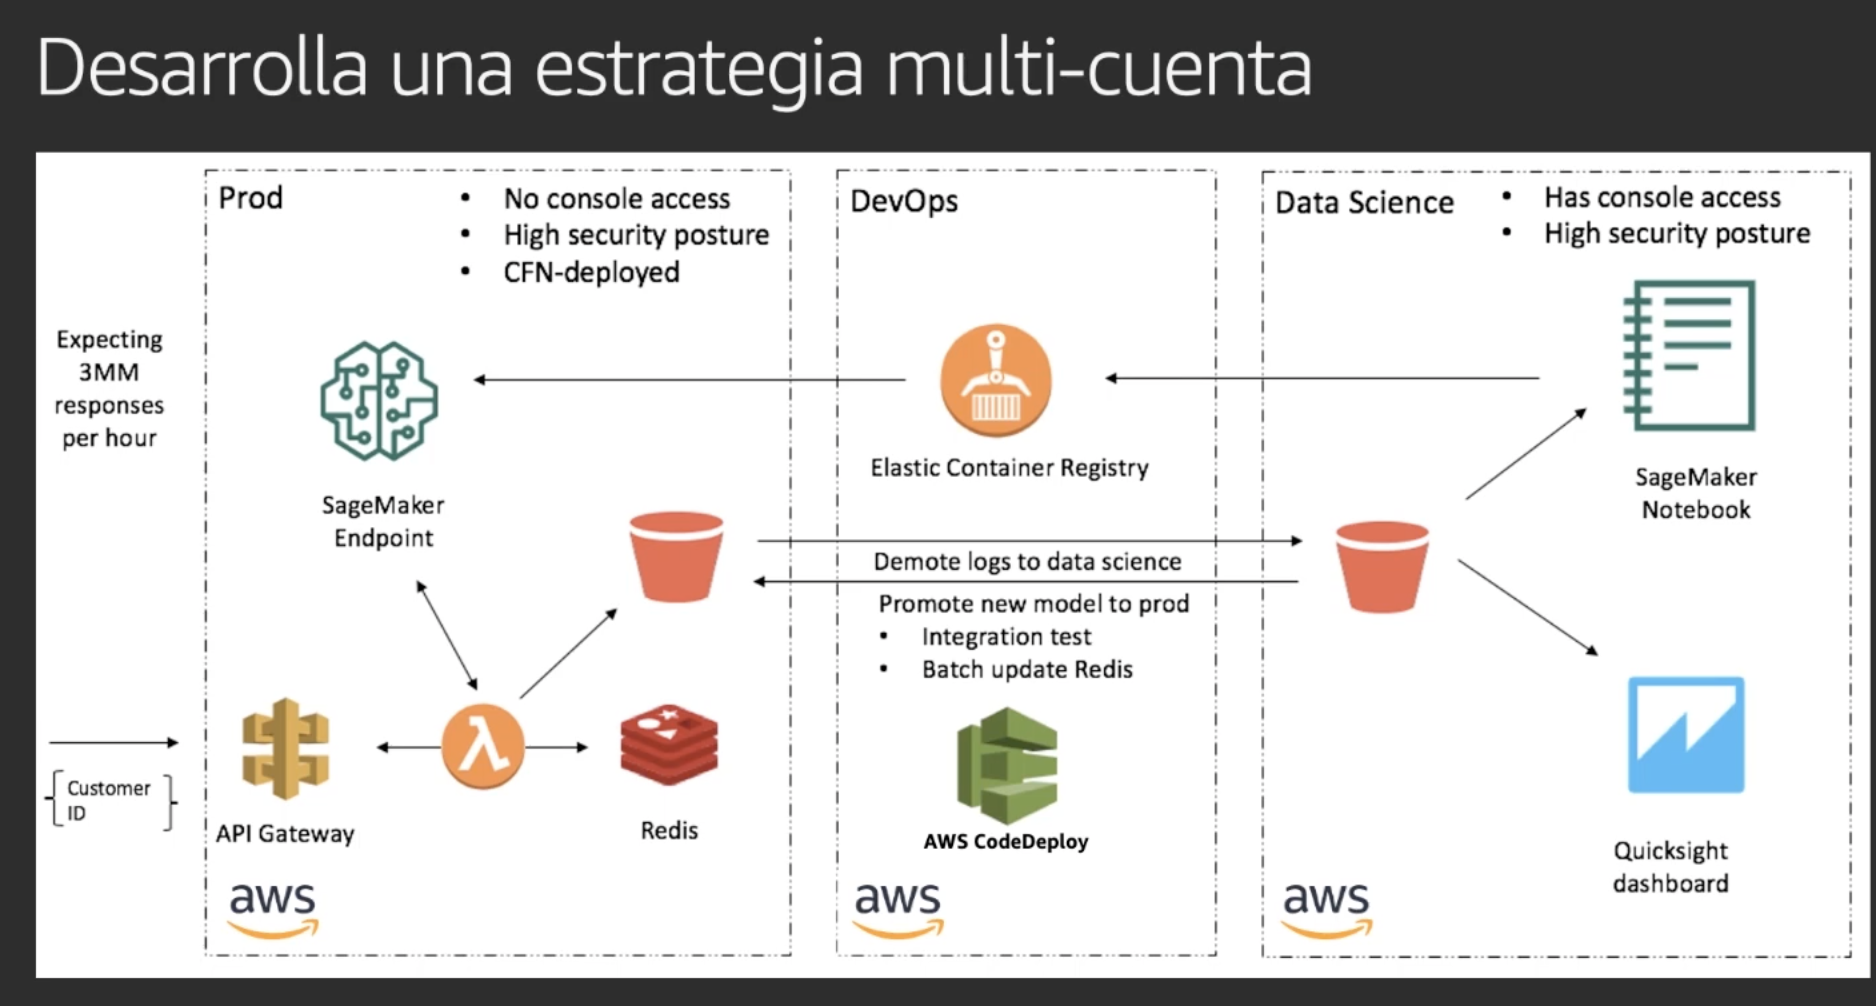 Desarrolla una estrategia multi-cuenta
Expecting
3MM
responses
per hour
Customer
ID
Prod
• No console access
• High security posture
• CFN-deployed
SageMaker
Endpoint
API Gateway
λ
Redis
aws
DevOps
Elastic Container Registry
Demote logs to data science
Promote new model to prod
• Integration test
• Batch update Redis
AWS CodeDeploy
aws
Data Science
• Has console access
• High security posture
SageMaker
Notebook
Quicksight
dashboard
aws